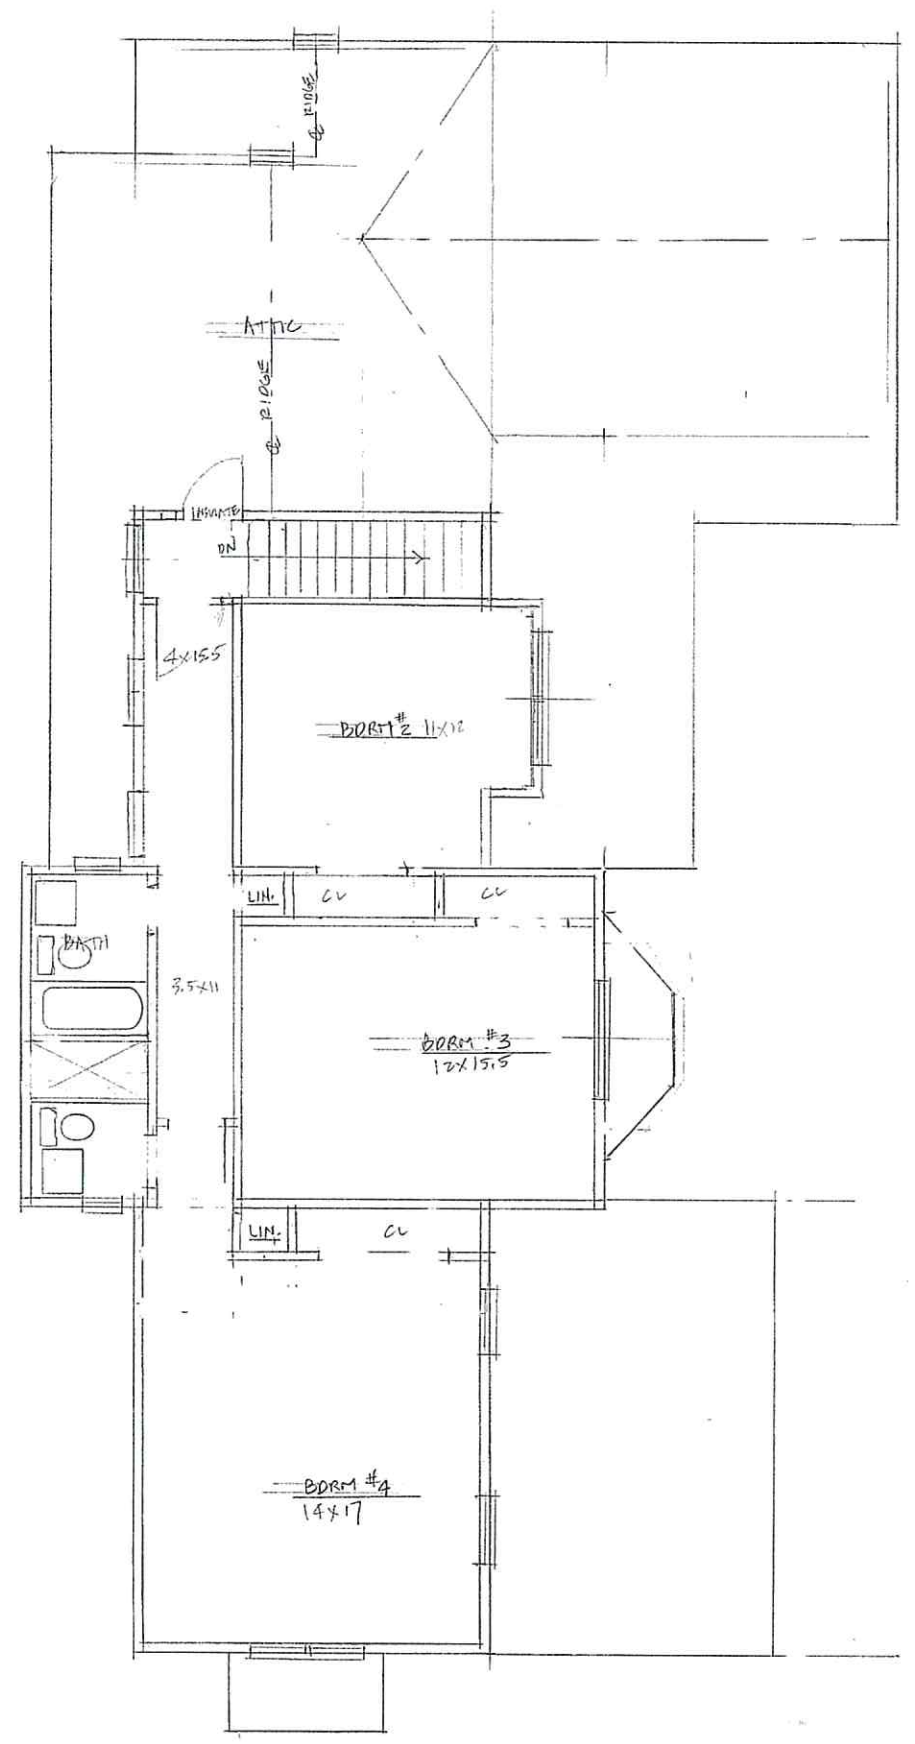 ℄ RIDGE
ATTIC
℄ RIDGE
INSULATE
DN
4x15.5
BDRM #2 11x12
LIN.
CL
CL
BATH
3.5x11
BDRM #3
12x15.5
LIN.
CL
BDRM #4
14x17